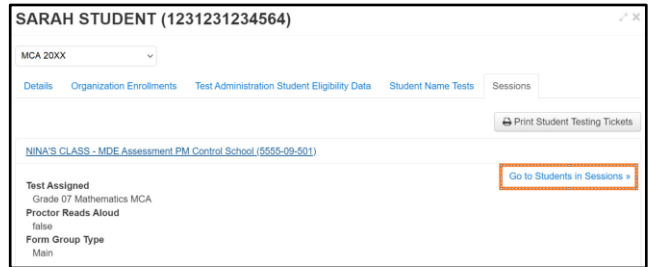 SARAH STUDENT (1231231234564)
MCA 20XX
Details Organization Enrollments Test Administration Student Eligibility Data Student Name Tests Sessions
Print Student Testing Tickets
NINA'S CLASS - MDE Assessment PM Control School (5555-09-501)
Go to Students in Sessions »
Test Assigned
Grade 07 Mathematics MCA
Proctor Reads Aloud
false
Form Group Type
Main